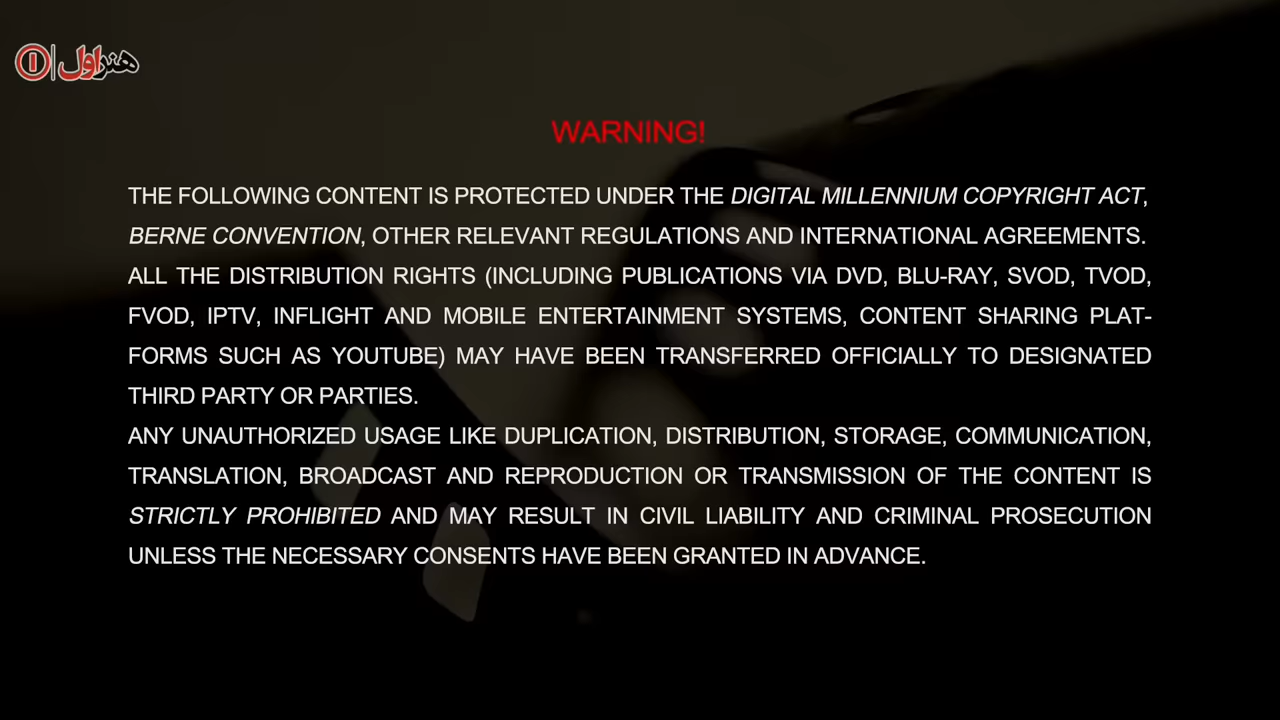 هنر اول
WARNING!
THE FOLLOWING CONTENT IS PROTECTED UNDER THE DIGITAL MILLENNIUM COPYRIGHT ACT,
BERNE CONVENTION, OTHER RELEVANT REGULATIONS AND INTERNATIONAL AGREEMENTS.
ALL THE DISTRIBUTION RIGHTS (INCLUDING PUBLICATIONS VIA DVD, BLU-RAY, SVOD, TVOD,
FVOD, IPTV, INFLIGHT AND MOBILE ENTERTAINMENT SYSTEMS, CONTENT SHARING PLAT-
FORMS SUCH AS YOUTUBE) MAY HAVE BEEN TRANSFERRED OFFICIALLY TO DESIGNATED
THIRD PARTY OR PARTIES.
ANY UNAUTHORIZED USAGE LIKE DUPLICATION, DISTRIBUTION, STORAGE, COMMUNICATION,
TRANSLATION, BROADCAST AND REPRODUCTION OR TRANSMISSION OF THE CONTENT IS
STRICTLY PROHIBITED AND MAY RESULT IN CIVIL LIABILITY AND CRIMINAL PROSECUTION
UNLESS THE NECESSARY CONSENTS HAVE BEEN GRANTED IN ADVANCE.